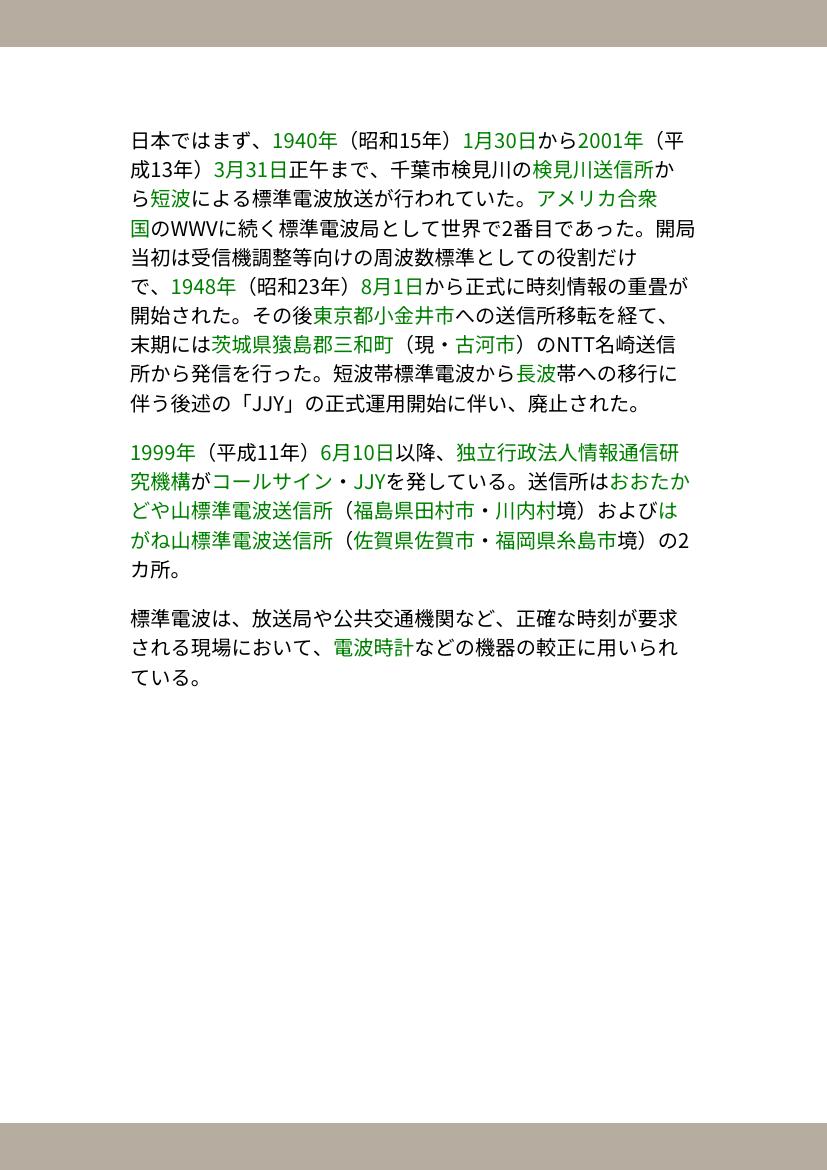 日本ではまず、1940年（昭和15年）1月30日から2001年（平
成13年）3月31日正午まで、千葉市検見川の検見川送信所か
ら短波による標準電波放送が行われていた。アメリカ合衆
国のWWVに続く標準電波局として世界で2番目であった。開局
当初は受信機調整等向けの周波数標準としての役割だけ
で、1948年（昭和23年）8月1日から正式に時刻情報の重畳が
開始された。その後東京都小金井市への送信所移転を経て、
末期には茨城県猿島郡三和町（現・古河市）のNTT名崎送信
所から発信を行った。短波帯標準電波から長波帯への移行に
伴う後述の「JJY」の正式運用開始に伴い、廃止された。
1999年（平成11年）6月10日以降、独立行政法人情報通信研
究機構がコールサイン・JJYを発している。送信所はおおたか
どや山標準電波送信所（福島県田村市・川内村境）およびは
がね山標準電波送信所（佐賀県佐賀市・福岡県糸島市境）の2
カ所。
標準電波は、放送局や公共交通機関など、正確な時刻が要求
される現場において、電波時計などの機器の較正に用いられ
ている。